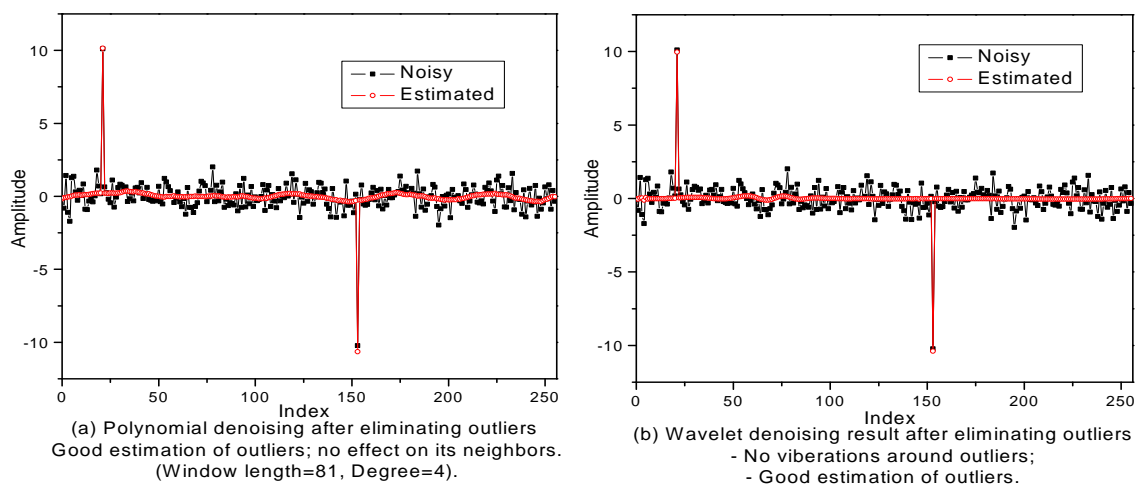 10
5
0
-5
-10
Amplitude
Noisy
Estimated
0 50 100 150 200 250
Index
(a) Polynomial denoising after eliminating outliers
Good estimation of outliers; no effect on its neighbors.
(Window length=81, Degree=4).
10
5
0
-5
-10
Amplitude
Noisy
Estimated
0 50 100 150 200 250
Index
(b) Wavelet denoising result after eliminating outliers
- No viberations around outliers;
- Good estimation of outliers.